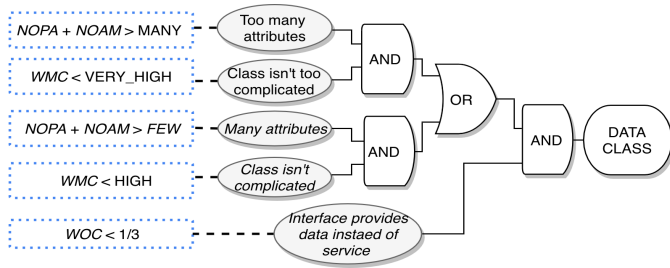 NOPA + NOAM > MANY
Too many
attributes
AND
WMC < VERY_HIGH
Class isn't too
complicated
OR
NOPA + NOAM > FEW
Many attributes
AND
WMC < HIGH
Class isn't
complicated
AND
DATA
CLASS
WOC < 1/3
Interface provides
data instaed of
service